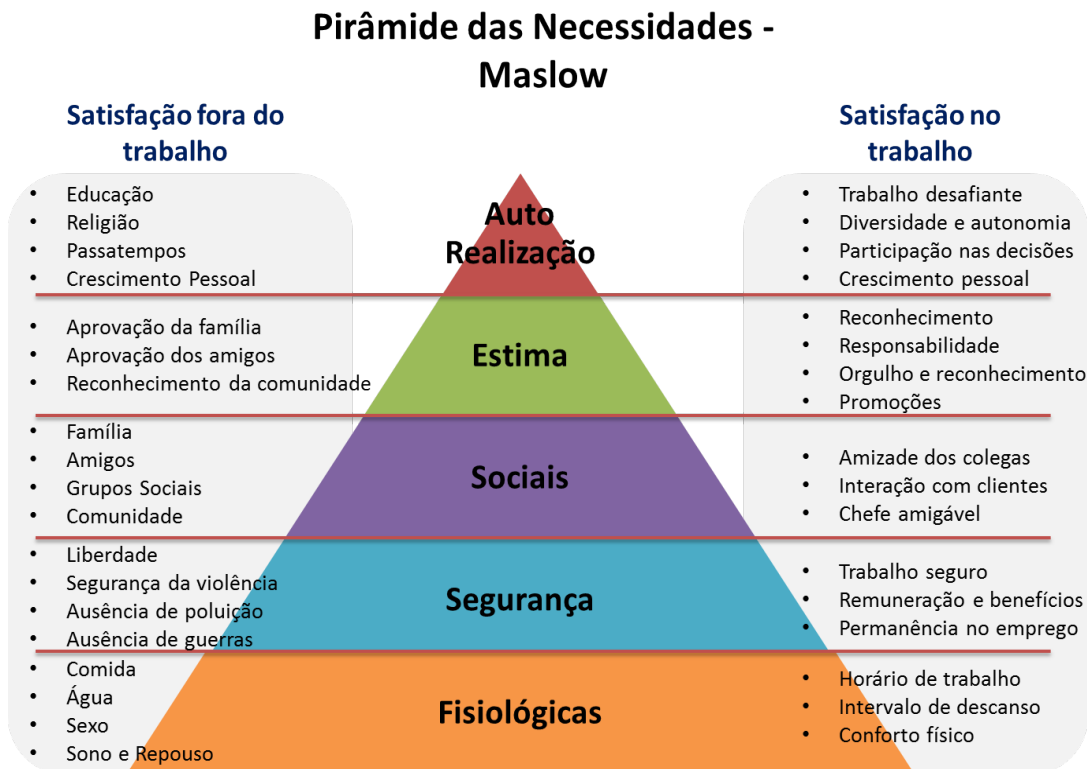 Pirâmide das Necessidades -
Maslow
Satisfação fora do
trabalho
• Educação
• Religião
• Passatempos
• Crescimento Pessoal
• Aprovação da família
• Aprovação dos amigos
• Reconhecimento da comunidade
• Família
• Amigos
• Grupos Sociais
• Comunidade
• Liberdade
• Segurança da violência
• Ausência de poluição
• Ausência de guerras
• Comida
• Água
• Sexo
• Sono e Repouso
Auto
Realização
Estima
Sociais
Segurança
Fisiológicas
Satisfação no
trabalho
• Trabalho desafiante
• Diversidade e autonomia
• Participação nas decisões
• Crescimento pessoal
• Reconhecimento
• Responsabilidade
• Orgulho e reconhecimento
• Promoções
• Amizade dos colegas
• Interação com clientes
• Chefe amigável
• Trabalho seguro
• Remuneração e benefícios
• Permanência no emprego
• Horário de trabalho
• Intervalo de descanso
• Conforto físico